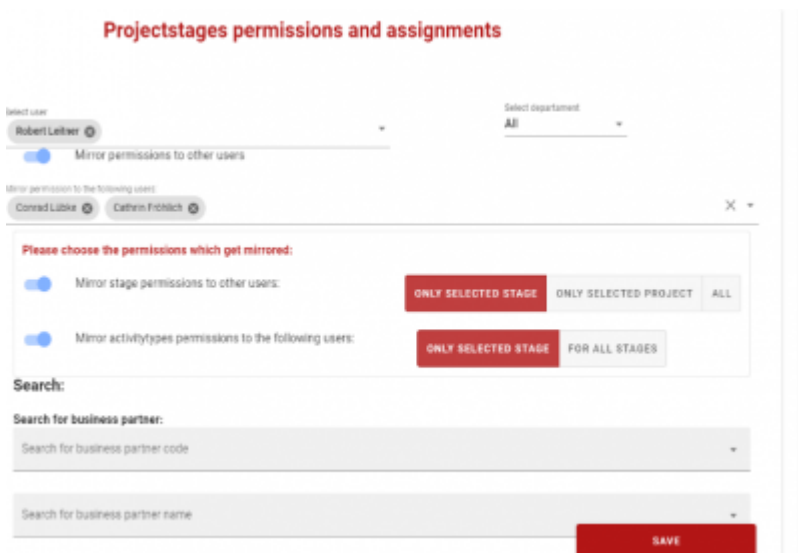 Projectstages permissions and assignments
Select user
Robert Leitner
Select departament
All
Mirror permissions to other users
Mirror permission to the following users:
Conrad Lübke
Cathrin Fröhlich
Please choose the permissions which get mirrored:
Mirror stage permissions to other users:
ONLY SELECTED STAGE
ONLY SELECTED PROJECT
ALL
Mirror activitytypes permissions to the following users:
ONLY SELECTED STAGE
FOR ALL STAGES
Search:
Search for business partner:
Search for business partner code
Search for business partner name
SAVE